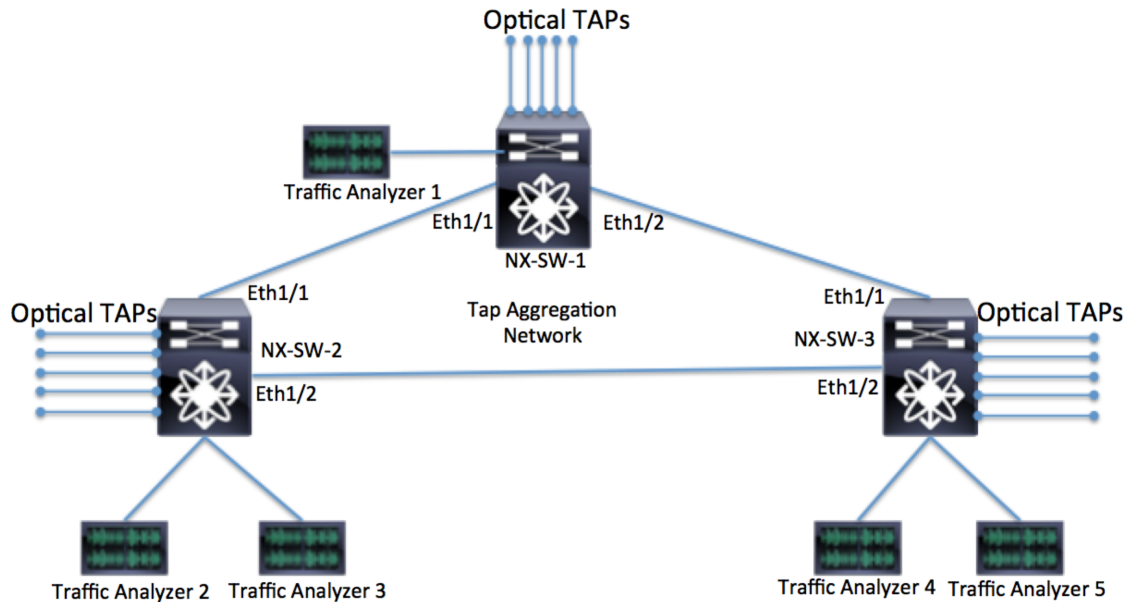 Optical TAPs
Traffic Analyzer 1
Eth1/1
Eth1/2
NX-SW-1
Eth1/1
Eth1/1
Optical TAPs
Tap Aggregation
Network
Optical TAPs
NX-SW-2
NX-SW-3
Eth1/2
Eth1/2
Traffic Analyzer 2
Traffic Analyzer 3
Traffic Analyzer 4
Traffic Analyzer 5